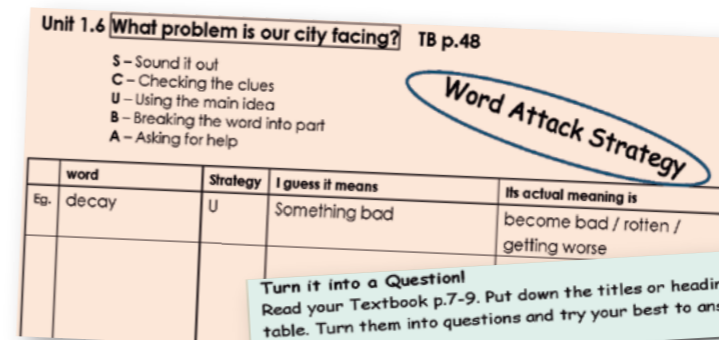 Unit 1.6 What problem is our city facing? TB p.48
S – Sound it out
C – Checking the clues
U – Using the main idea
B – Breaking the word into part
A – Asking for help
Word Attack Strategy
word Strategy I guess it means Its actual meaning is
Eg. decay U Something bad become bad / rotten /
getting worse
Turn it into a Question!
Read your Textbook p.7-9. Put down the titles or
table. Turn them into questions and try your best to